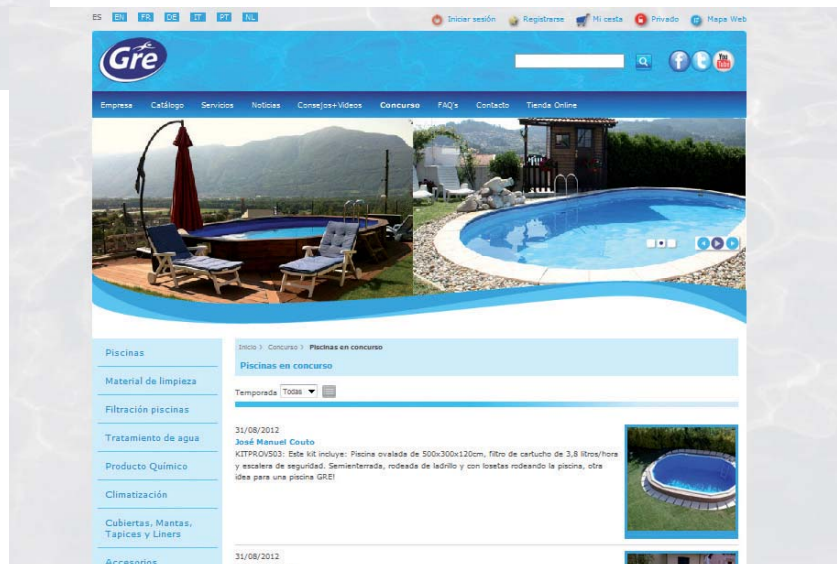 ES EN FR DE IT PT NL
Iniciar sesión Registrarse Mi cesta Privado Mapa Web
Gre
You Tube
Empresa Catálogo Servicios Noticias Consejos+Videos Concurso FAQ's Contacto Tienda Online
Inicio > Concurso > Piscinas en concurso
Piscinas en concurso
Temporada Todas
Piscinas
Material de limpieza
Filtración piscinas
Tratamiento de agua
Producto Químico
Climatización
Cubiertas, Mantas,
Tapices y Liners
Accesorios
31/08/2012
José Manuel Couto
KITPROV503: Este kit incluye: Piscina ovalada de 500x300x120cm, filtro de cartucho de 3,8 litros/hora
y escalera de seguridad. Semienterrada, rodeada de ladrillo y con losetas rodeando la piscina, otra
idea para una piscina GRE!
31/08/2012